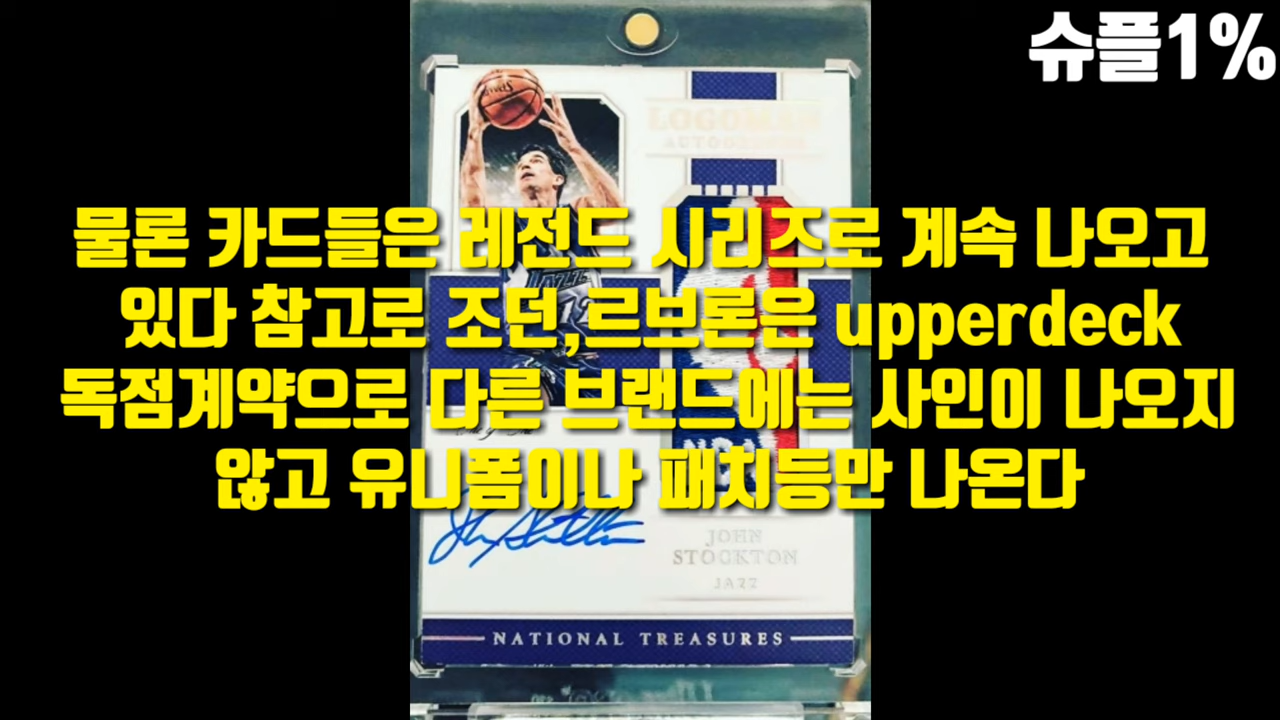 슈플1%
LOGOMAN
AUTOGRAPHS
물론 카드들은 레전드 시리즈로 계속 나오고
있다 참고로 조던,르브론은 upperdeck
독점계약으로 다른 브랜드에는 사인이 나오지
않고 유니폼이나 패치등만 나온다
JOHN
STOCKTON
JAZZ
NATIONAL TREASURES